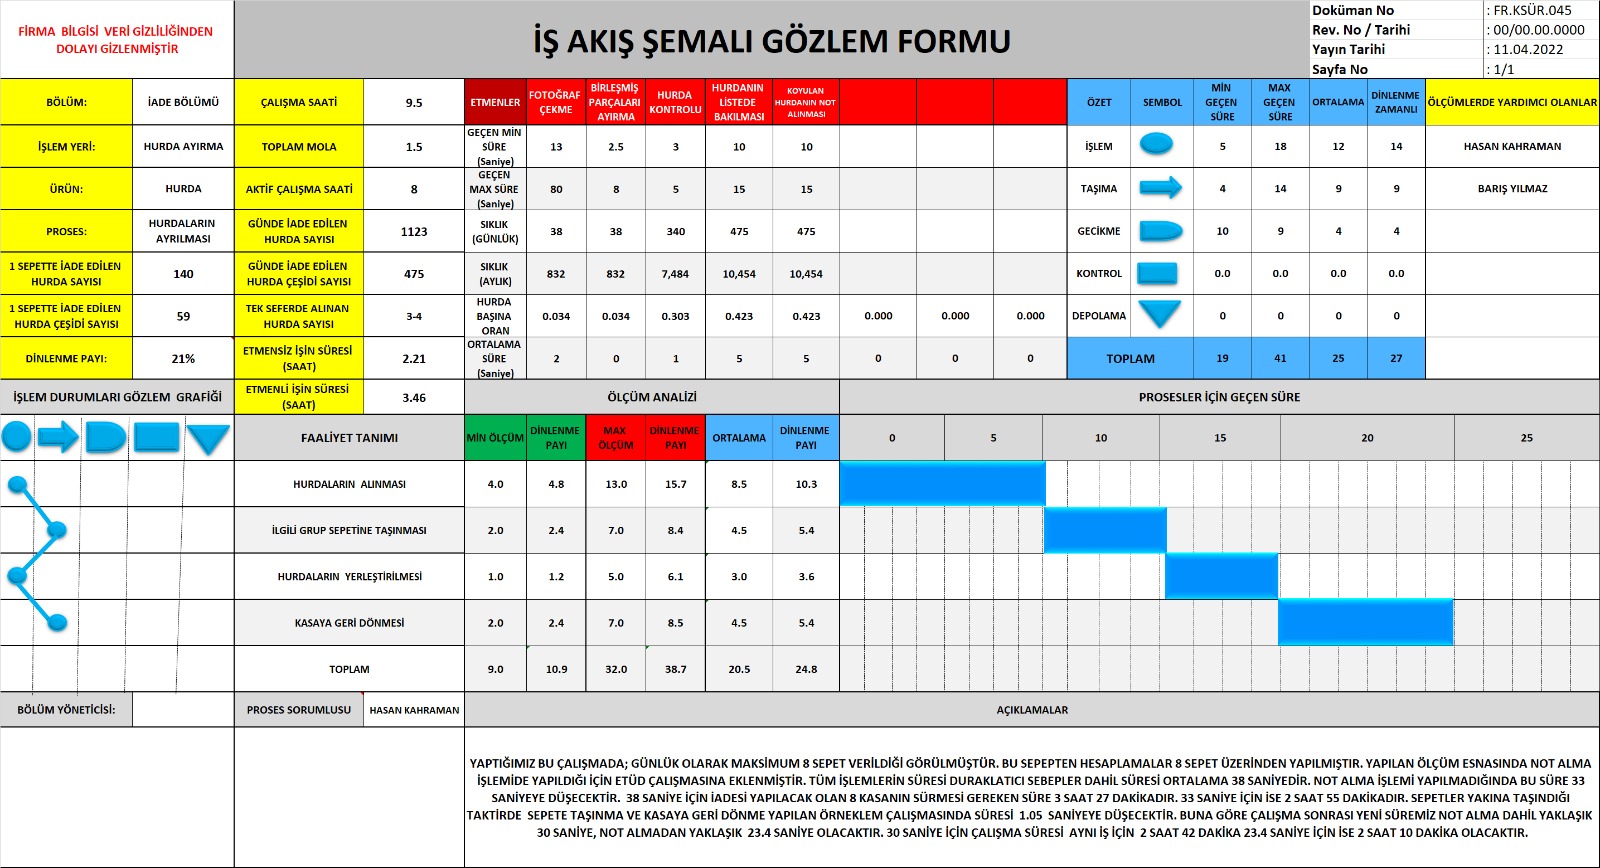 FİRMA BİLGİSİ VERİ GİZLİLİĞİNDEN
DOLAYI GİZLENMİŞTİR
İŞ AKIŞ ŞEMALI GÖZLEM FORMU
Doküman No : FR.KSÜR.045
Rev. No / Tarihi : 00/00.00.0000
Yayın Tarihi : 11.04.2022
Sayfa No : 1/1
BÖLÜM: İADE BÖLÜMÜ
İŞLEM YERİ: HURDA AYIRMA
ÜRÜN: HURDA
PROSES: HURDALARIN
AYRILMASI
1 SEPETTE İADE EDİLEN
HURDA SAYISI
140
1 SEPETTE İADE EDİLEN
HURDA ÇEŞİDİ SAYISI
59
DİNLENME PAYI: 21%
ÇALIŞMA SAATİ 9.5
TOPLAM MOLA 1.5
AKTİF ÇALIŞMA SAATİ 8
GÜNDE İADE EDİLEN
HURDA SAYISI
1123
GÜNDE İADE EDİLEN
HURDA ÇEŞİDİ SAYISI
475
TEK SEFERDE ALINAN
HURDA SAYISI
3-4
ETMENSİZ İŞİN SÜRESİ
(SAAT)
2.21
ETMENLİ İŞİN SÜRESİ
(SAAT)
3.46
ETMENLER
FOTOĞRAF
ÇEKME
BİRLEŞMİŞ
PARÇALARI
AYIRMA
HURDA
KONTROLU
HURDANIN
LİSTEDE
BAKILMASI
KOYULAN
HURDANIN NOT
ALINMASI
GEÇEN MİN
SÜRE
(Saniye)
13 2.5 3 10 10
GEÇEN
MAX SÜRE
(Saniye)
80 8 5 15 15
SIKLIK
(GÜNLÜK)
38 38 340 475 475
SIKLIK
(AYLIK)
832 832 7,484 10,454 10,454
HURDA
BAŞINA
ORAN
0.034 0.034 0.303 0.423 0.423 0.000 0.000 0.000
ORTALAMA
SÜRE
(Saniye)
2 0 1 5 5 0 0 0
ÖZET SEMBOL
MİN
GEÇEN
SÜRE
MAX
GEÇEN
SÜRE
ORTALAMA
DİNLENME
ZAMANLI
İŞLEM 5 18 12 14
TAŞIMA 4 14 9 9
GECİKME 10 9 4 4
KONTROL 0.0 0.0 0.0 0.0
DEPOLAMA 0 0 0 0
TOPLAM 19 41 25 27
ÖLÇÜMLERDE YARDIMCI OLANLAR
HASAN KAHRAMAN
BARIŞ YILMAZ
İŞLEM DURUMLARI GÖZLEM GRAFİĞİ
ÖLÇÜM ANALİZİ
PROSESLER İÇİN GEÇEN SÜRE
FAALİYET TANIMI
MİN ÖLÇÜM
DİNLENME
PAYI
MAX
ÖLÇÜM
DİNLENME
PAYI
ORTALAMA
DİNLENME
PAYI
0 5 10 15 20 25
HURDALARIN ALINMASI 4.0 4.8 13.0 15.7 8.5 10.3
İLGİLİ GRUP SEPETİNE TAŞINMASI 2.0 2.4 7.0 8.4 4.5 5.4
HURDALARIN YERLEŞTİRİLMESİ 1.0 1.2 5.0 6.1 3.0 3.6
KASAYA GERİ DÖNMESİ 2.0 2.4 7.0 8.5 4.5 5.4
TOPLAM 9.0 10.9 32.0 38.7 20.5 24.8
BÖLÜM YÖNETİCİSİ:
PROSES SORUMLUSU HASAN KAHRAMAN
AÇIKLAMALAR
YAPTIĞIMIZ BU ÇALIŞMADA; GÜNLÜK OLARAK MAKSİMUM 8 SEPET VERİLDİĞİ GÖRÜLMÜŞTÜR. BU SEPEPTEN HESAPLAMALAR 8 SEPET ÜZERİNDEN YAPILMIŞTIR. YAPILAN ÖLÇÜM ESNASINDA NOT ALMA
İŞLEMİDE YAPILDIĞI İÇİN ETÜD ÇALIŞMASINA EKLENMİŞTİR. TÜM İŞLEMLERİN SÜRESİ DURAKLATICI SEBEPLER DAHİL SÜRESİ ORTALAMA 38 SANİYEDİR. NOT ALMA İŞLEMİ YAPILMADIĞINDA BU SÜRE 33
SANİYEYE DÜŞECEKTİR. 38 SANİYE İÇİN İADESİ YAPILACAK OLAN 8 KASANIN SÜRMESİ GEREKEN SÜRE 3 SAAT 27 DAKİKADIR. 33 SANİYE İÇİN İSE 2 SAAT 55 DAKİKADIR. SEPETLER YAKINA TAŞINDIĞI
TAKTİRDE SEPETE TAŞINMA VE KASAYA GERİ DÖNME YAPILAN ÖRNEKLEM ÇALIŞMASINDA SÜRESİ 1.05 SANİYEYE DÜŞECEKTİR. BUNA GÖRE ÇALIŞMA SONRASI YENİ SÜREMİZ NOT ALMA DAHİL YAKLAŞIK
30 SANİYE, NOT ALMADAN YAKLAŞIK 23.4 SANİYE OLACAKTIR. 30 SANİYE İÇİN ÇALIŞMA SÜRESİ AYNI İŞ İÇİN 2 SAAT 42 DAKİKA 23.4 SANİYE İÇİN İSE 2 SAAT 10 DAKİKA OLACAKTIR.